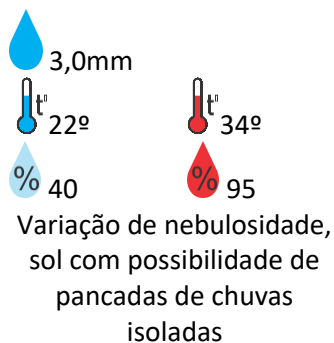 3,0mm
t° 22º t° 34º
% 40 % 95
Variação de nebulosidade,
sol com possibilidade de
pancadas de chuvas
isoladas